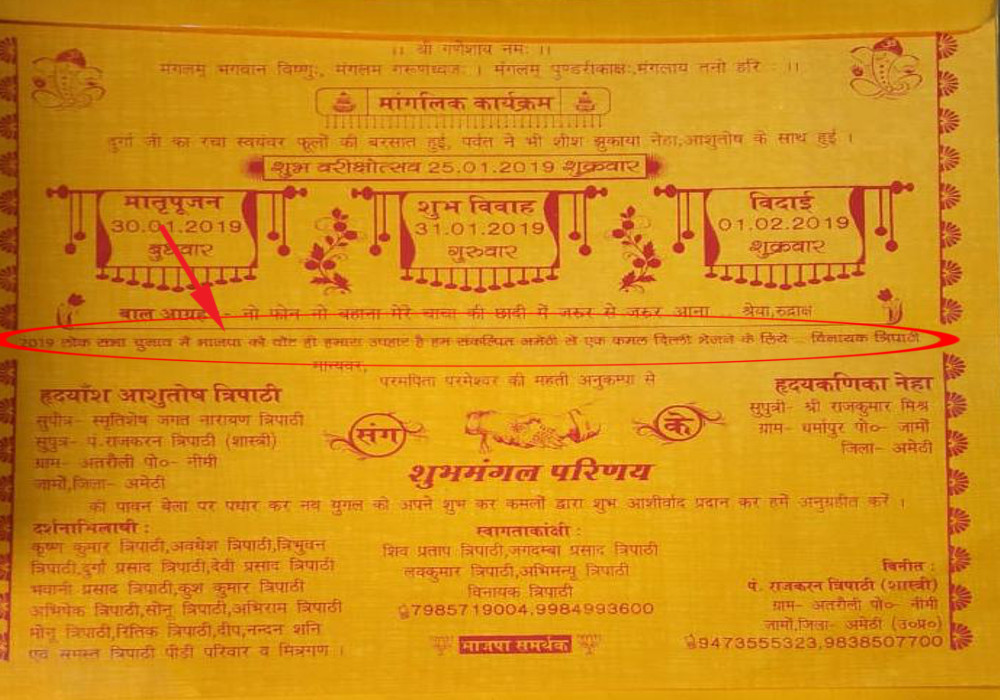 ।। श्री गणेशाय नमः ।।
मंगलम् भगवान विष्णुः, मंगलम गरूणध्वजः । मंगलम् पुण्डरीकाक्षः,मंगलाय तनो हरि : ।।
मांगलिक कार्यक्रम
दुर्गा जी का रचा स्वयंवर फूलों की बरसात हुई, पर्वत ने भी शीश झुकाया नेहा,आशुतोष के साथ हुई ।
शुभ वरीक्षोत्सव 25.01.2019 शुक्रवार
मातृपूजन
30.01.2019
बुधवार
शुभ विवाह
31.01.2019
गुरुवार
विदाई
01.02.2019
शुक्रवार
बाल आग्रह :- नो फोन नो बहाना मेरे चाचा की छादी में जरुर से जरुर आना .. श्रेया,रुद्राक्ष
2019 लोक सभा चुनाव में भाजपा को वोट ही हमारा उपहार है हम संकल्पित अमेठी से एक कमल दिल्ली भेजने के लिये .. विनायक त्रिपाठी
मान्यवर,
परमपिता परमेश्वर की महती अनुकम्पा से
हृदयाँश आशुतोष त्रिपाठी
सुपौत्र- स्मृतिशेष जगत नारायण त्रिपाठी
सुपुत्र- पं.राजकरन त्रिपाठी (शास्त्री)
ग्राम- अतरौली पो०- नीमी
जामों,जिला- अमेठी
संग
के
हृदयकणिका नेहा
सुपुत्री- श्री राजकुमार मिश्र
ग्राम- धर्मापुर पो०- जामों
जिला- अमेठी
शुभमंगल परिणय
की पावन बेला पर पधार कर नव युगल को अपने शुभ कर कमलों द्वारा शुभ आशीर्वाद प्रदान कर हमें अनुग्रहीत करें ।
दर्शनाभिलाषी :
कृष्ण कुमार त्रिपाठी,अवधेश त्रिपाठी,त्रिभुवन
त्रिपाठी,दुर्गा प्रसाद त्रिपाठी,देवी प्रसाद त्रिपाठी
भवानी प्रसाद त्रिपाठी,कुश कुमार त्रिपाठी
अभिषेक त्रिपाठी,सोनू त्रिपाठी,अभिराम त्रिपाठी
मोनू त्रिपाठी,रितिक त्रिपाठी,दीप,नन्दन शनि
एवं समस्त त्रिपाठी पीडी परिवार व मित्रगण ।
स्वागताकांक्षी :
शिव प्रताप त्रिपाठी,जगदम्बा प्रसाद त्रिपाठी
लवकुमार त्रिपाठी,अभिमन्यु त्रिपाठी
विनायक त्रिपाठी
7985719004,9984993600
भाजपा समर्थक
विनीत :
पं. राजकरन त्रिपाठी (शास्त्री)
ग्राम- अतरौली पो०- नीमी
जामों,जिला- अमेठी (उ०प्र०)
9473555323,9838507700